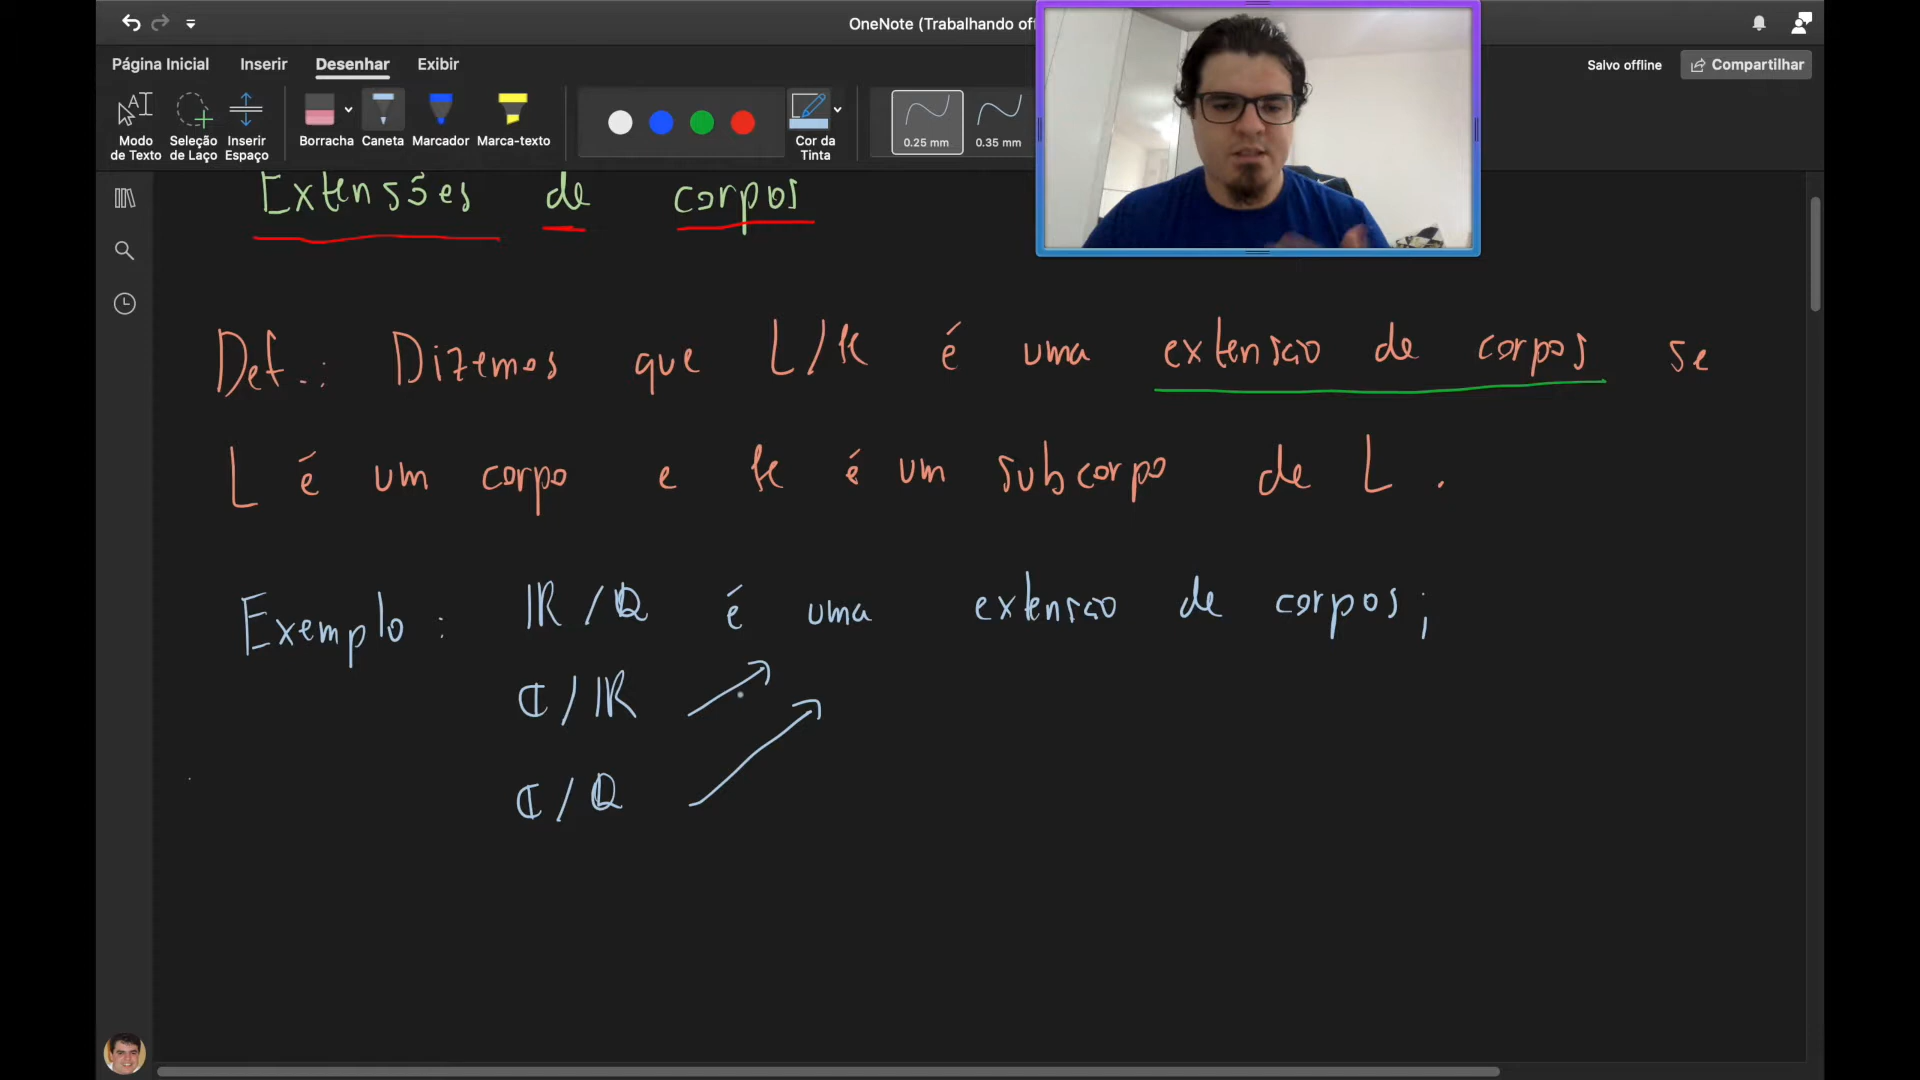 OneNote (Trabalhando of
Página Inicial Inserir Desenhar Exibir
Salvo offline Compartilhar
Modo de Texto Seleção de Laço Inserir Espaço Borracha Caneta Marcador Marca-texto Cor da Tinta 0.25 mm 0.35 mm
Extensões de corpos
Def.: Dizemos que L/K é uma extensão de corpos se
L é um corpo e K é um subcorpo de L.
Exemplo: ℝ/ℚ é uma extensão de corpos;
ℂ/ℝ
ℂ/ℚ